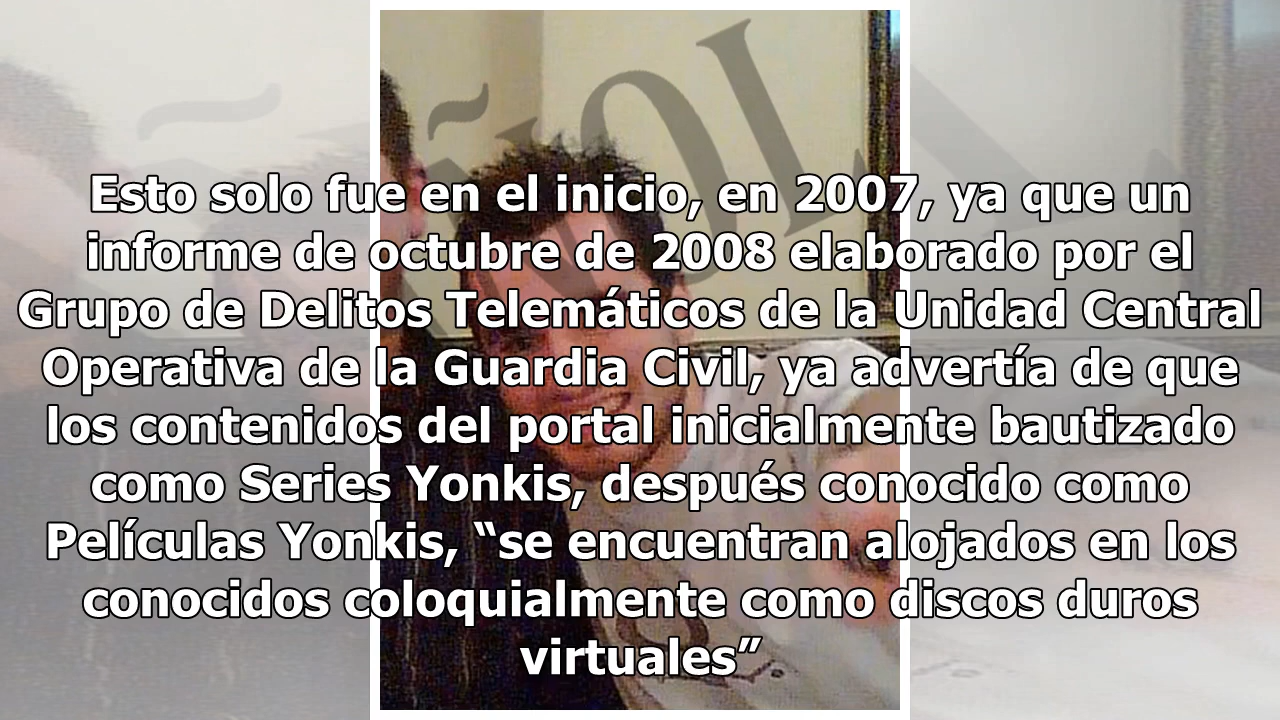 Esto solo fue en el inicio, en 2007, ya que un
informe de octubre de 2008 elaborado por el
Grupo de Delitos Telemáticos de la Unidad Central
Operativa de la Guardia Civil, ya advertía de que
los contenidos del portal inicialmente bautizado
como Series Yonkis, después conocido como
Películas Yonkis, “se encuentran alojados en los
conocidos coloquialmente como discos duros
virtuales”